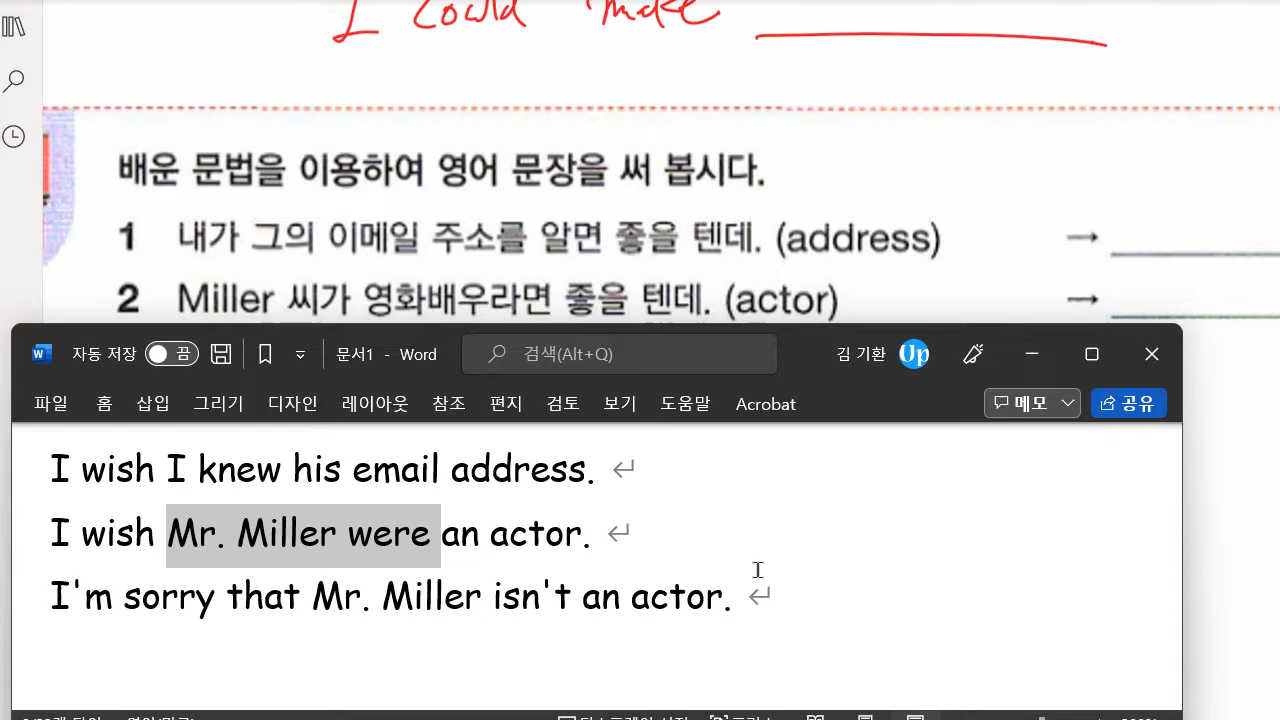 I could make
배운 문법을 이용하여 영어 문장을 써 봅시다.
1 내가 그의 이메일 주소를 알면 좋을 텐데. (address) →
2 Miller 씨가 영화배우라면 좋을 텐데. (actor) →
자동 저장 끔 문서1 - Word 검색(Alt+Q) 김 기환 Up
파일 홈 삽입 그리기 디자인 레이아웃 참조 편지 검토 보기 도움말 Acrobat 메모 공유
I wish I knew his email address.
I wish Mr. Miller were an actor.
I'm sorry that Mr. Miller isn't an actor.